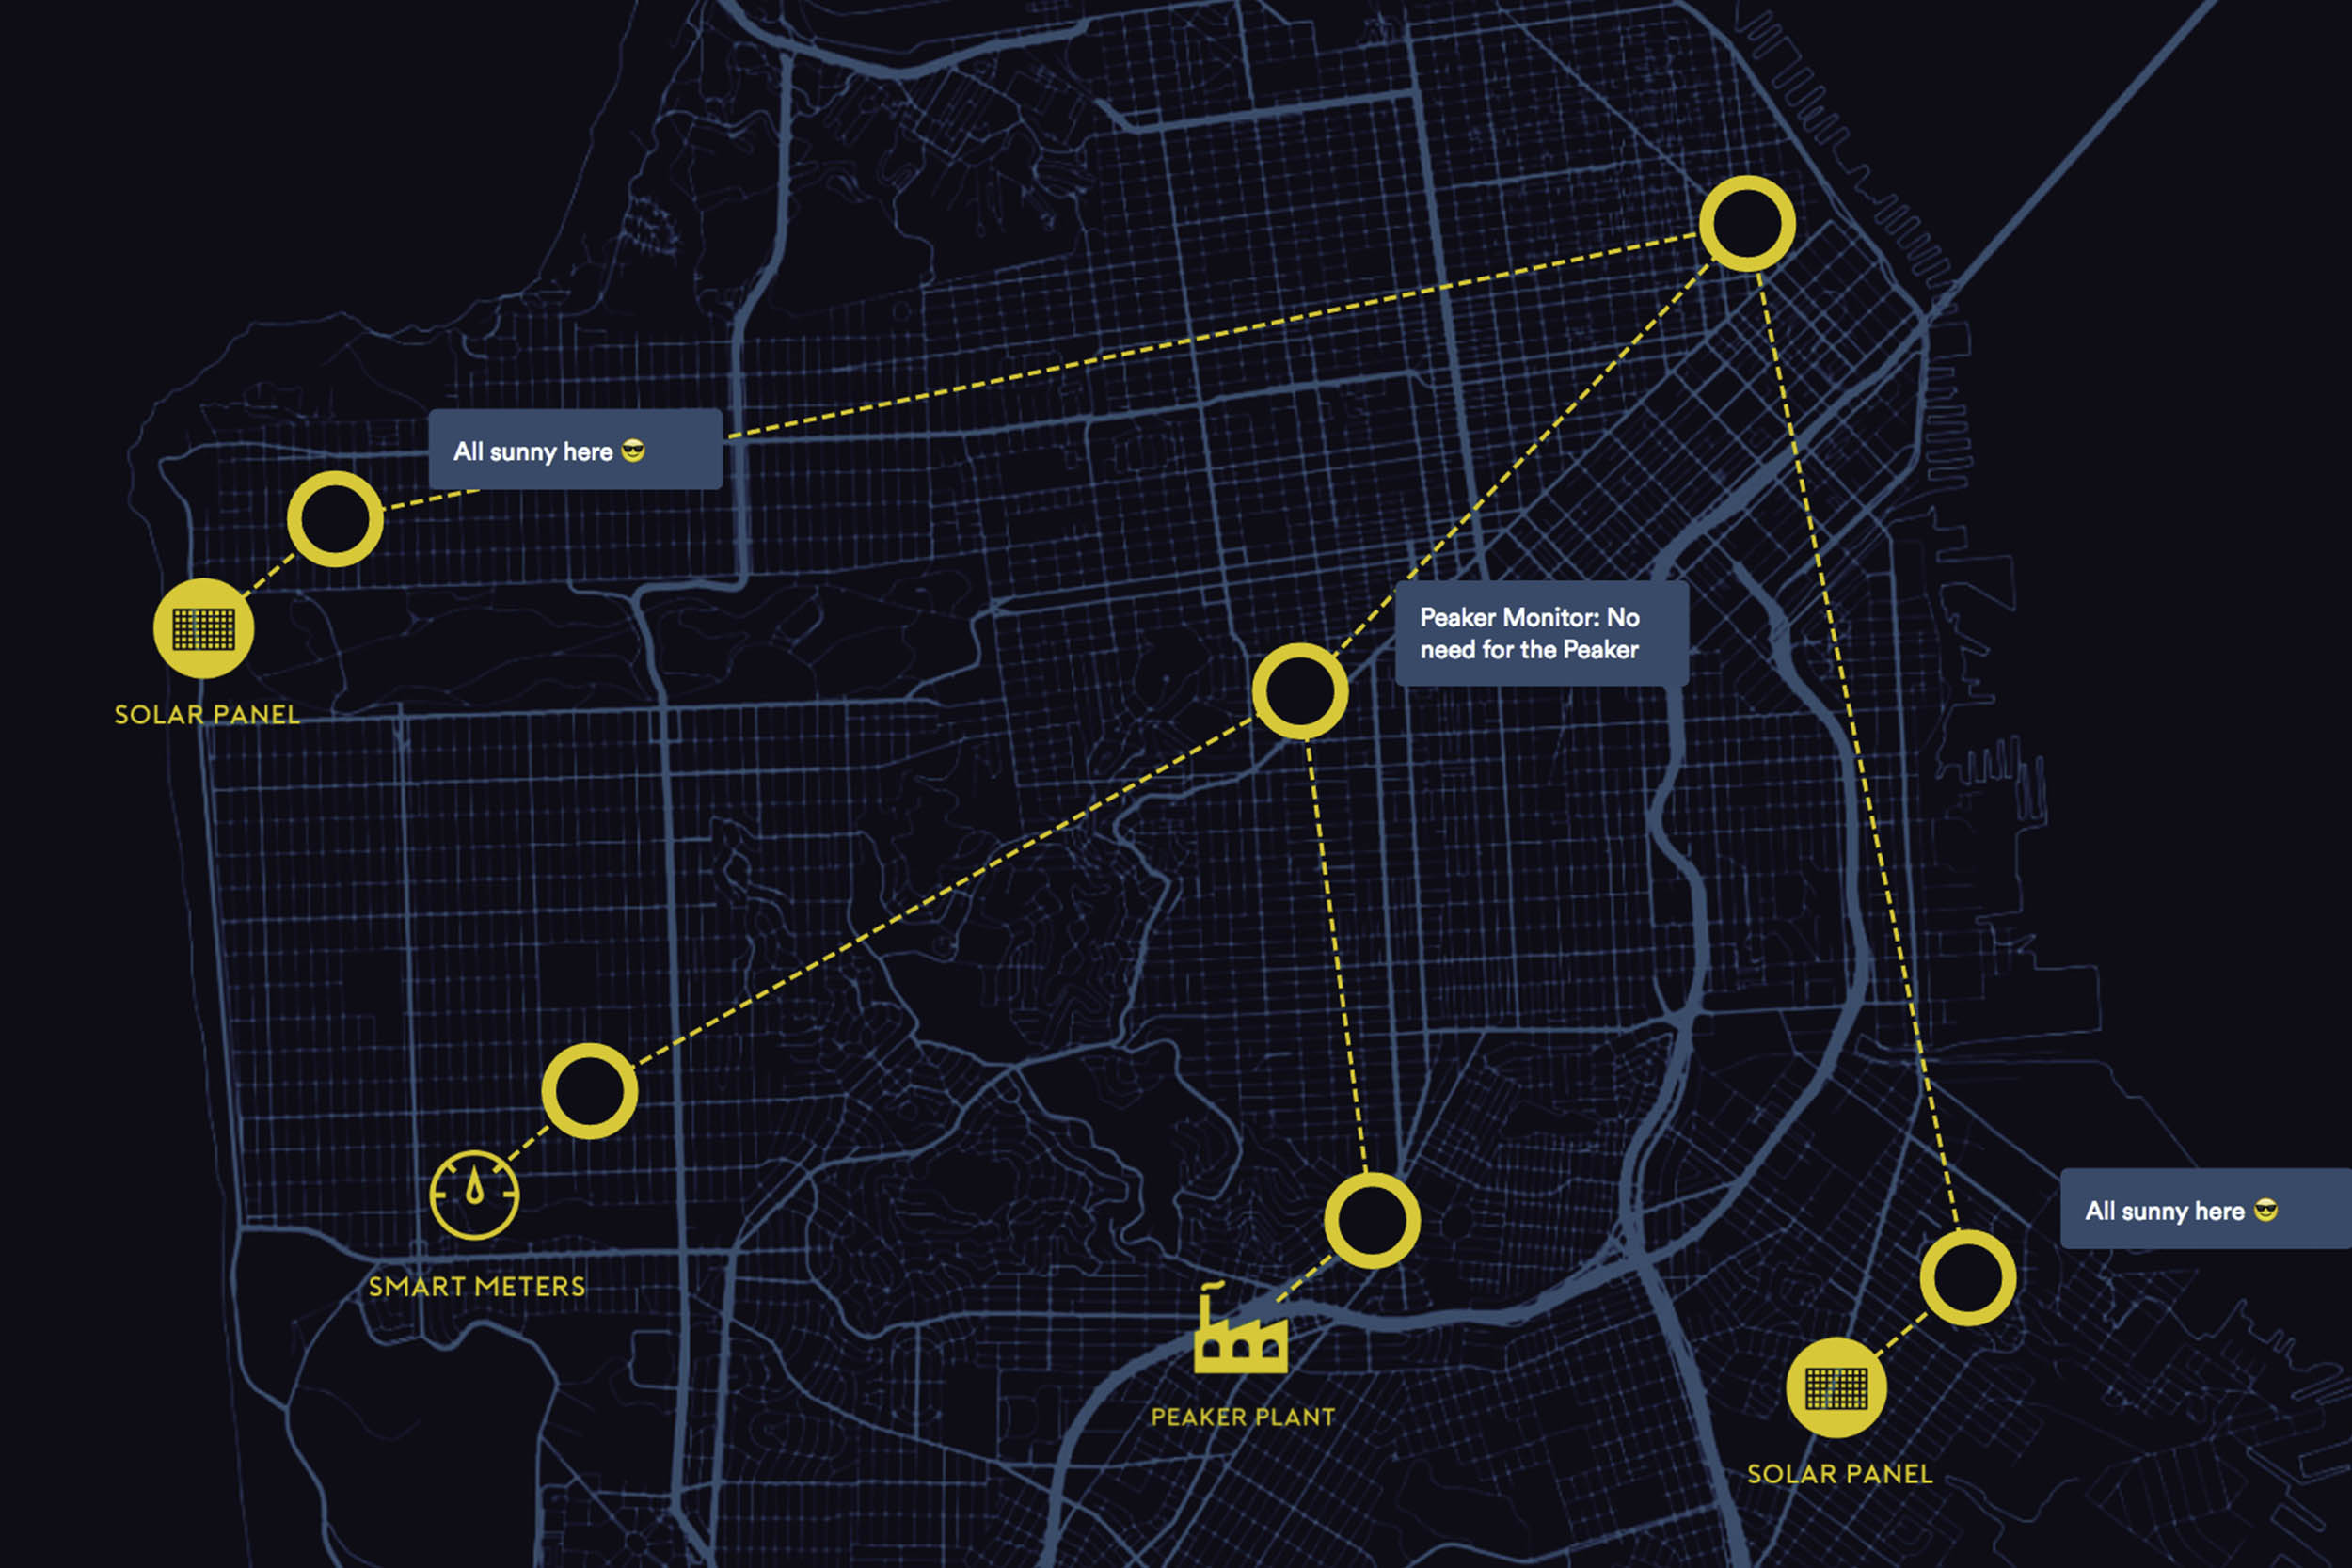 All sunny here 😎
Peaker Monitor: No
need for the Peaker
SOLAR PANEL
All sunny here 😎
SMART METERS
PEAKER PLANT
SOLAR PANEL